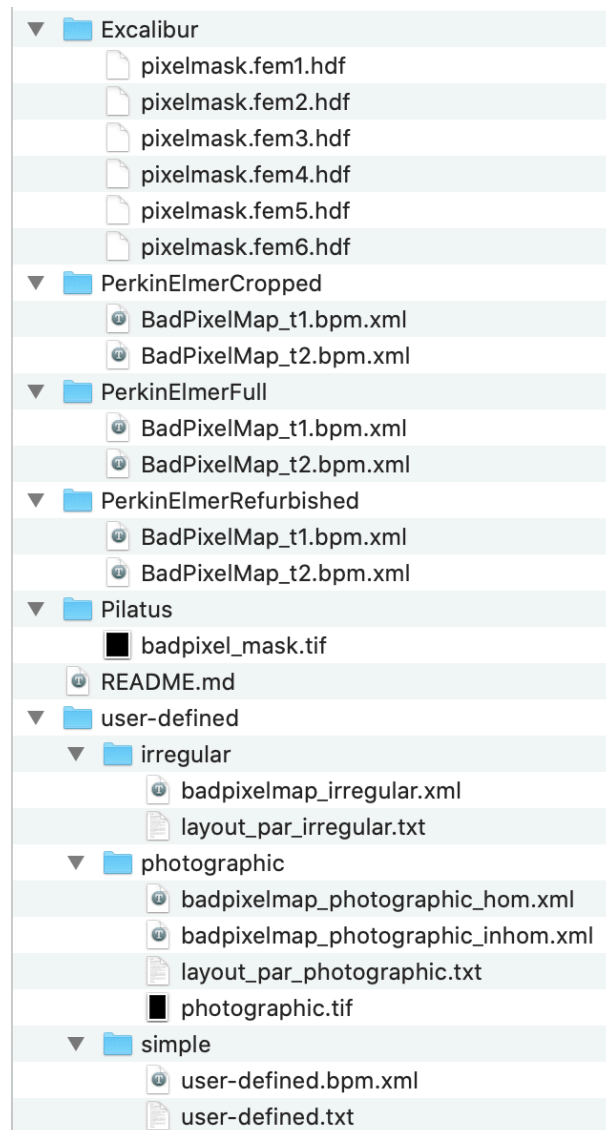 Excalibur
pixelmask.fem1.hdf
pixelmask.fem2.hdf
pixelmask.fem3.hdf
pixelmask.fem4.hdf
pixelmask.fem5.hdf
pixelmask.fem6.hdf
PerkinElmerCropped
BadPixelMap_t1.bpm.xml
BadPixelMap_t2.bpm.xml
PerkinElmerFull
BadPixelMap_t1.bpm.xml
BadPixelMap_t2.bpm.xml
PerkinElmerRefurbished
BadPixelMap_t1.bpm.xml
BadPixelMap_t2.bpm.xml
Pilatus
badpixel_mask.tif
README.md
user-defined
irregular
badpixelmap_irregular.xml
layout_par_irregular.txt
photographic
badpixelmap_photographic_hom.xml
badpixelmap_photographic_inhom.xml
layout_par_photographic.txt
photographic.tif
simple
user-defined.bpm.xml
user-defined.txt